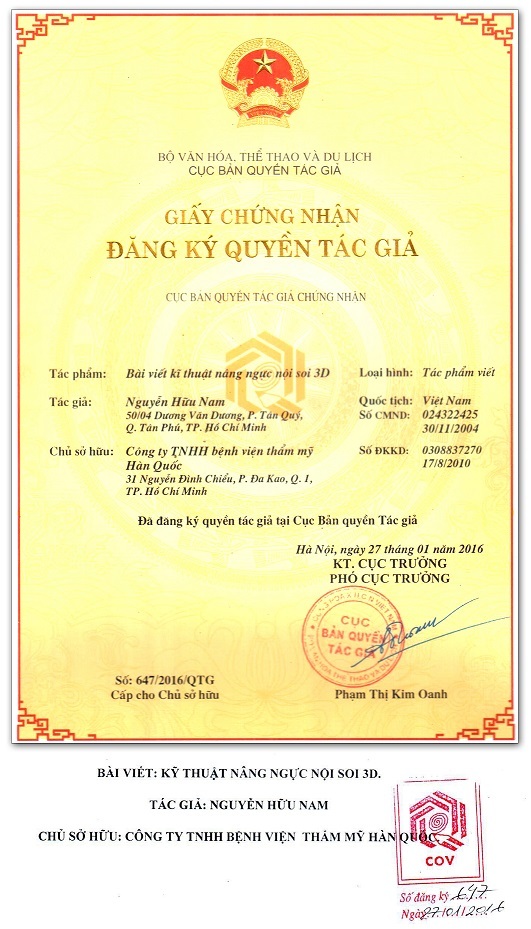 BỘ VĂN HÓA, THỂ THAO VÀ DU LỊCH
CỤC BẢN QUYỀN TÁC GIẢ
GIẤY CHỨNG NHẬN
ĐĂNG KÝ QUYỀN TÁC GIẢ
CỤC BẢN QUYỀN TÁC GIẢ CHỨNG NHẬN
Tác phẩm: Bài viết kĩ thuật nâng ngực nội soi 3D Loại hình: Tác phẩm viết
Tác giả: Nguyễn Hữu Nam Quốc tịch: Việt Nam
50/04 Dương Văn Dương, P. Tân Quý, Số CMND: 024322425
Q. Tân Phú, TP. Hồ Chí Minh 30/11/2004
Chủ sở hữu: Công ty TNHH bệnh viện thẩm mỹ Số ĐKKD: 0308837270
Hàn Quốc 17/8/2010
31 Nguyễn Đình Chiểu, P. Đa Kao, Q. 1,
TP. Hồ Chí Minh
Đã đăng ký quyền tác giả tại Cục Bản quyền Tác giả
Hà Nội, ngày 27 tháng 01 năm 2016
KT. CỤC TRƯỞNG
PHÓ CỤC TRƯỞNG
CỤC
BẢN QUYỀN
TÁC GIẢ
Số: 647/2016/QTG
Cấp cho Chủ sở hữu Phạm Thị Kim Oanh
BÀI VIẾT: KỸ THUẬT NÂNG NGỰC NỘI SOI 3D.
TÁC GIẢ: NGUYỄN HỮU NAM
CHỦ SỞ HỮU: CÔNG TY TNHH BỆNH VIỆN THẨM MỸ HÀN QUỐC.
COV
Số đăng ký 647
Ngày 27/01/2016